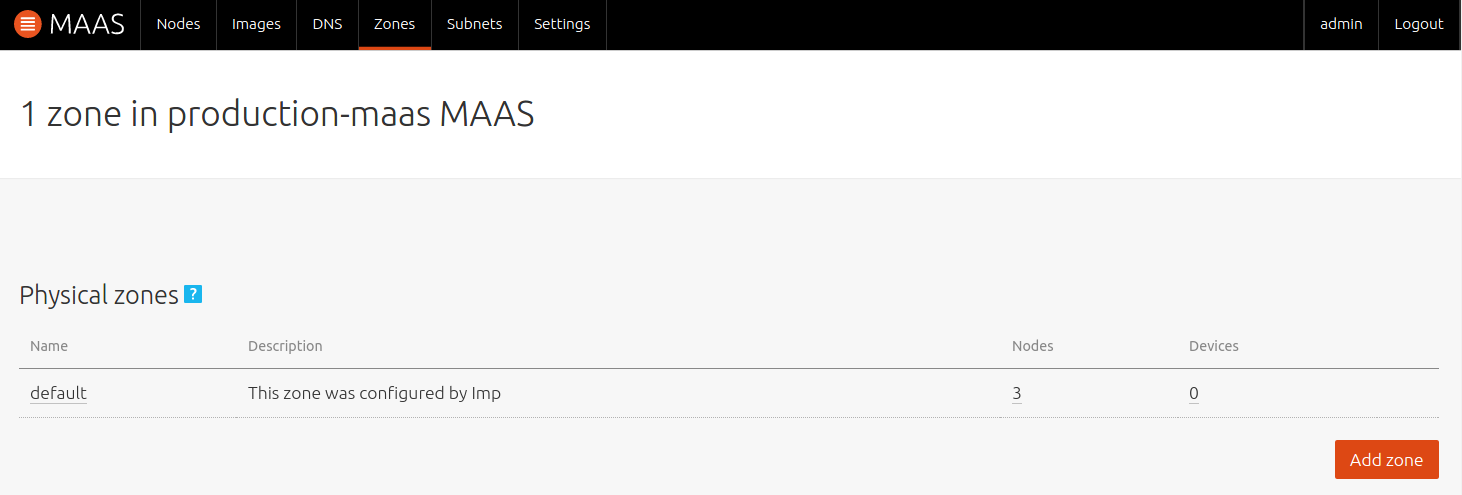 MAAS Nodes Images DNS Zones Subnets Settings admin Logout
1 zone in production-maas MAAS
Physical zones ?
Name Description Nodes Devices
default This zone was configured by Imp 3 0
Add zone